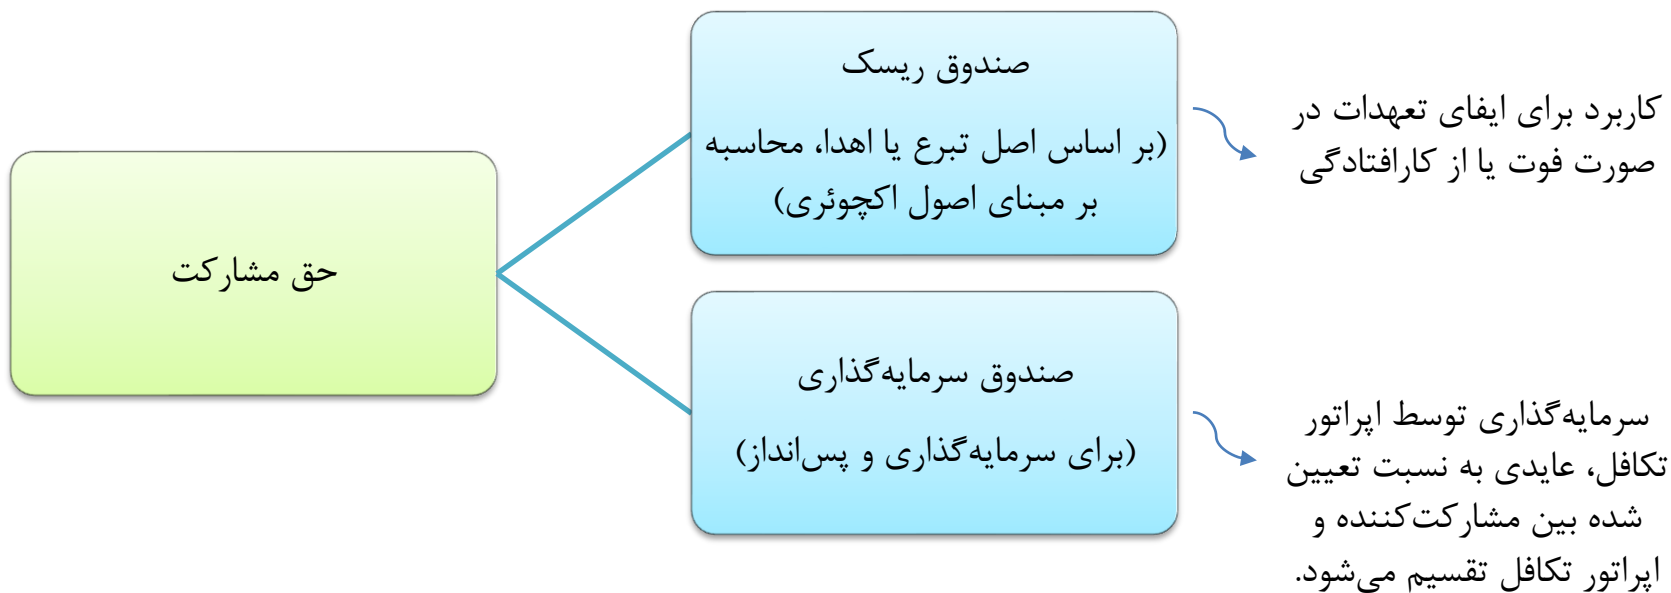 حق مشارکت
صندوق ریسک
(بر اساس اصل تبرع یا اهدا، محاسبه
بر مبنای اصول اکچوئری)
کاربرد برای ایفای تعهدات در
صورت فوت یا از کارافتادگی
صندوق سرمایه‌گذاری
(برای سرمایه‌گذاری و پس‌انداز)
سرمایه‌گذاری توسط اپراتور
تکافل، عایدی به نسبت تعیین
شده بین مشارکت‌کننده و
اپراتور تکافل تقسیم می‌شود.